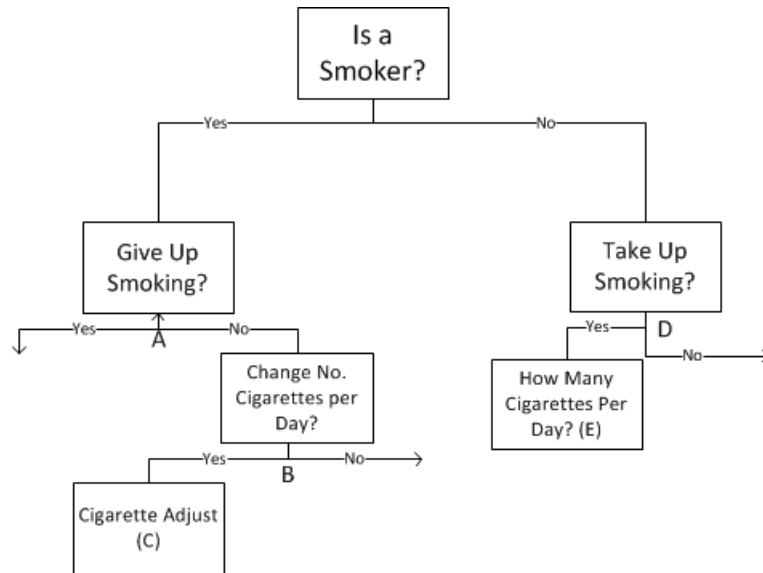 Is a
Smoker?
Yes
No
Give Up
Smoking?
Take Up
Smoking?
Yes
A
No
Yes
D
No
Change No.
Cigarettes per
Day?
How Many
Cigarettes Per
Day? (E)
Yes
B
No
Cigarette Adjust
(C)